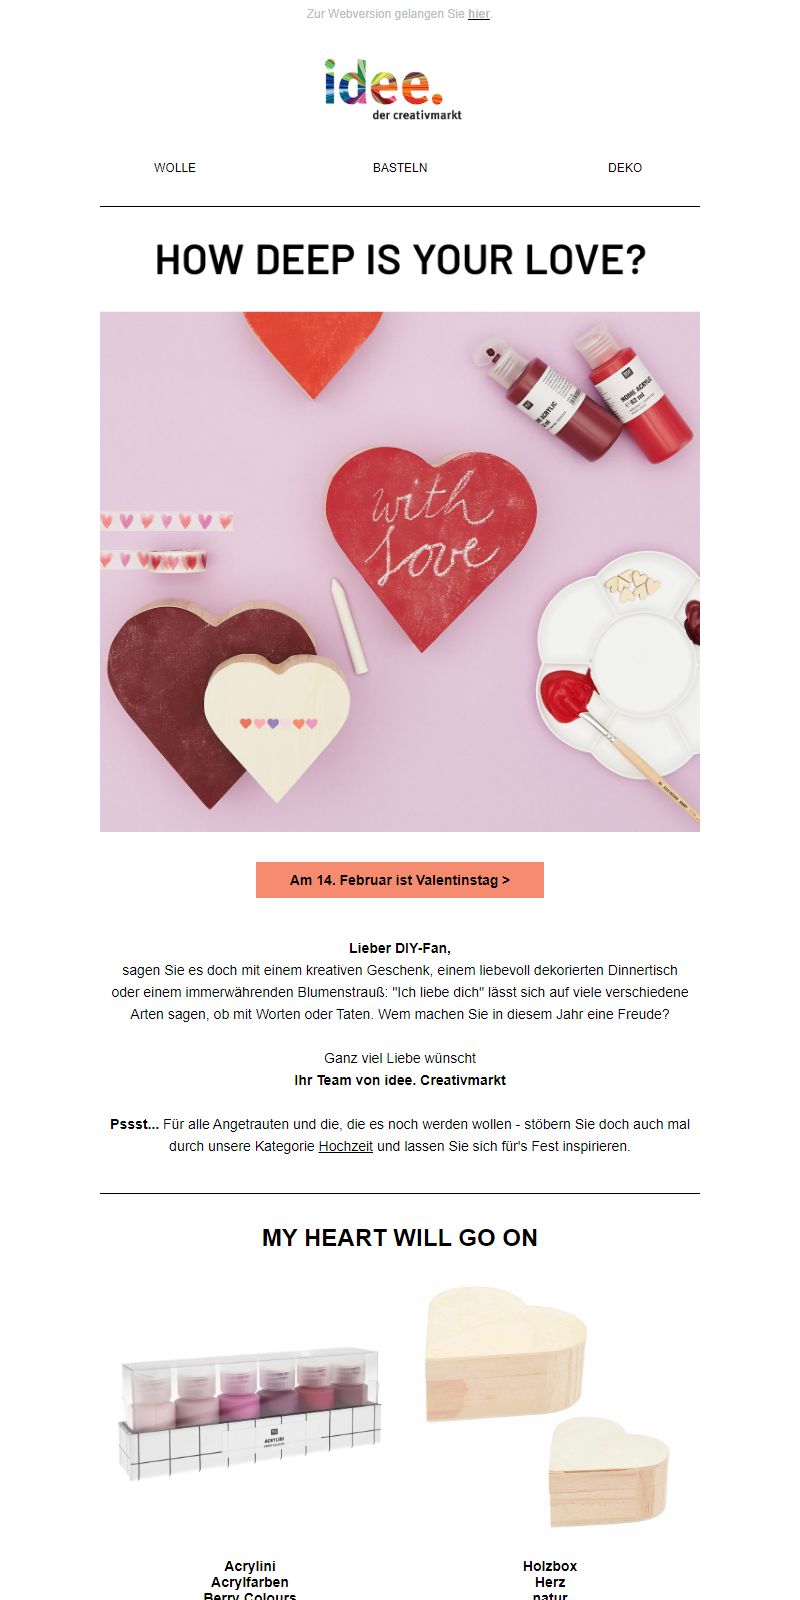 Zur Webversion gelangen Sie hier.
idee.
der creativmarkt
WOLLE
BASTELN
DEKO
HOW DEEP IS YOUR LOVE?
HOME ACRYLIC
82 ml
with
Love
Am 14. Februar ist Valentinstag >
Lieber DIY-Fan,
sagen Sie es doch mit einem kreativen Geschenk, einem liebevoll dekorierten Dinnertisch
oder einem immerwährenden Blumenstrauß: "Ich liebe dich" lässt sich auf viele verschiedene
Arten sagen, ob mit Worten oder Taten. Wem machen Sie in diesem Jahr eine Freude?
Ganz viel Liebe wünscht
Ihr Team von idee. Creativmarkt
Pssst... Für alle Angetrauten und die, die es noch werden wollen - stöbern Sie doch auch mal
durch unsere Kategorie Hochzeit und lassen Sie sich für's Fest inspirieren.
MY HEART WILL GO ON
ACRYLINI
Acrylini
Acrylfarben
Berry Colours
Holzbox
Herz
natur